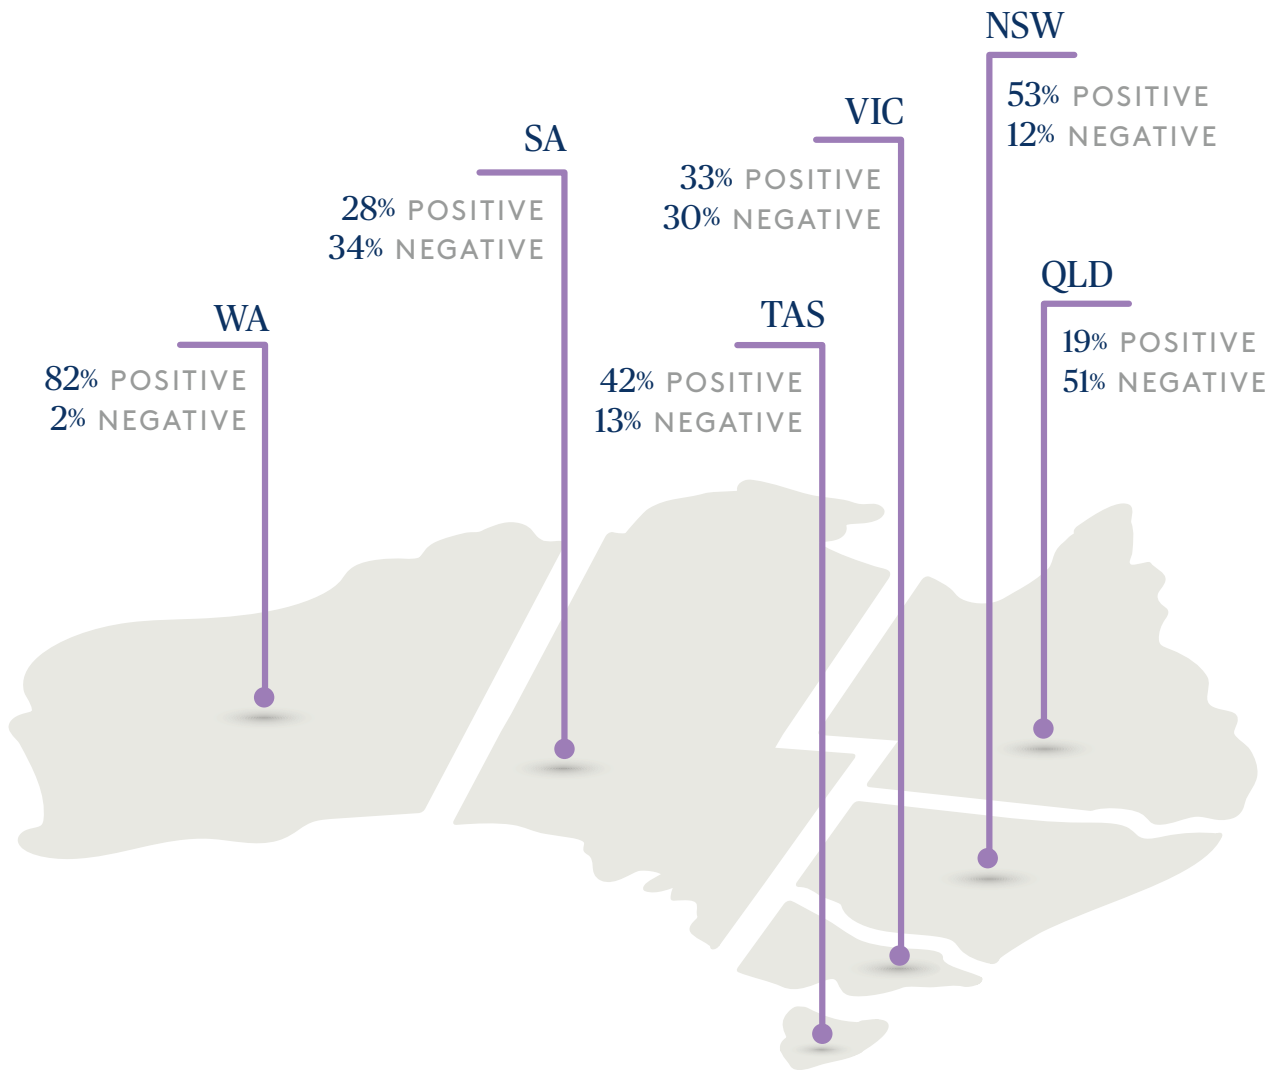 NSW
53% POSITIVE
12% NEGATIVE
VIC
33% POSITIVE
30% NEGATIVE
SA
28% POSITIVE
34% NEGATIVE
QLD
19% POSITIVE
51% NEGATIVE
TAS
42% POSITIVE
13% NEGATIVE
WA
82% POSITIVE
2% NEGATIVE